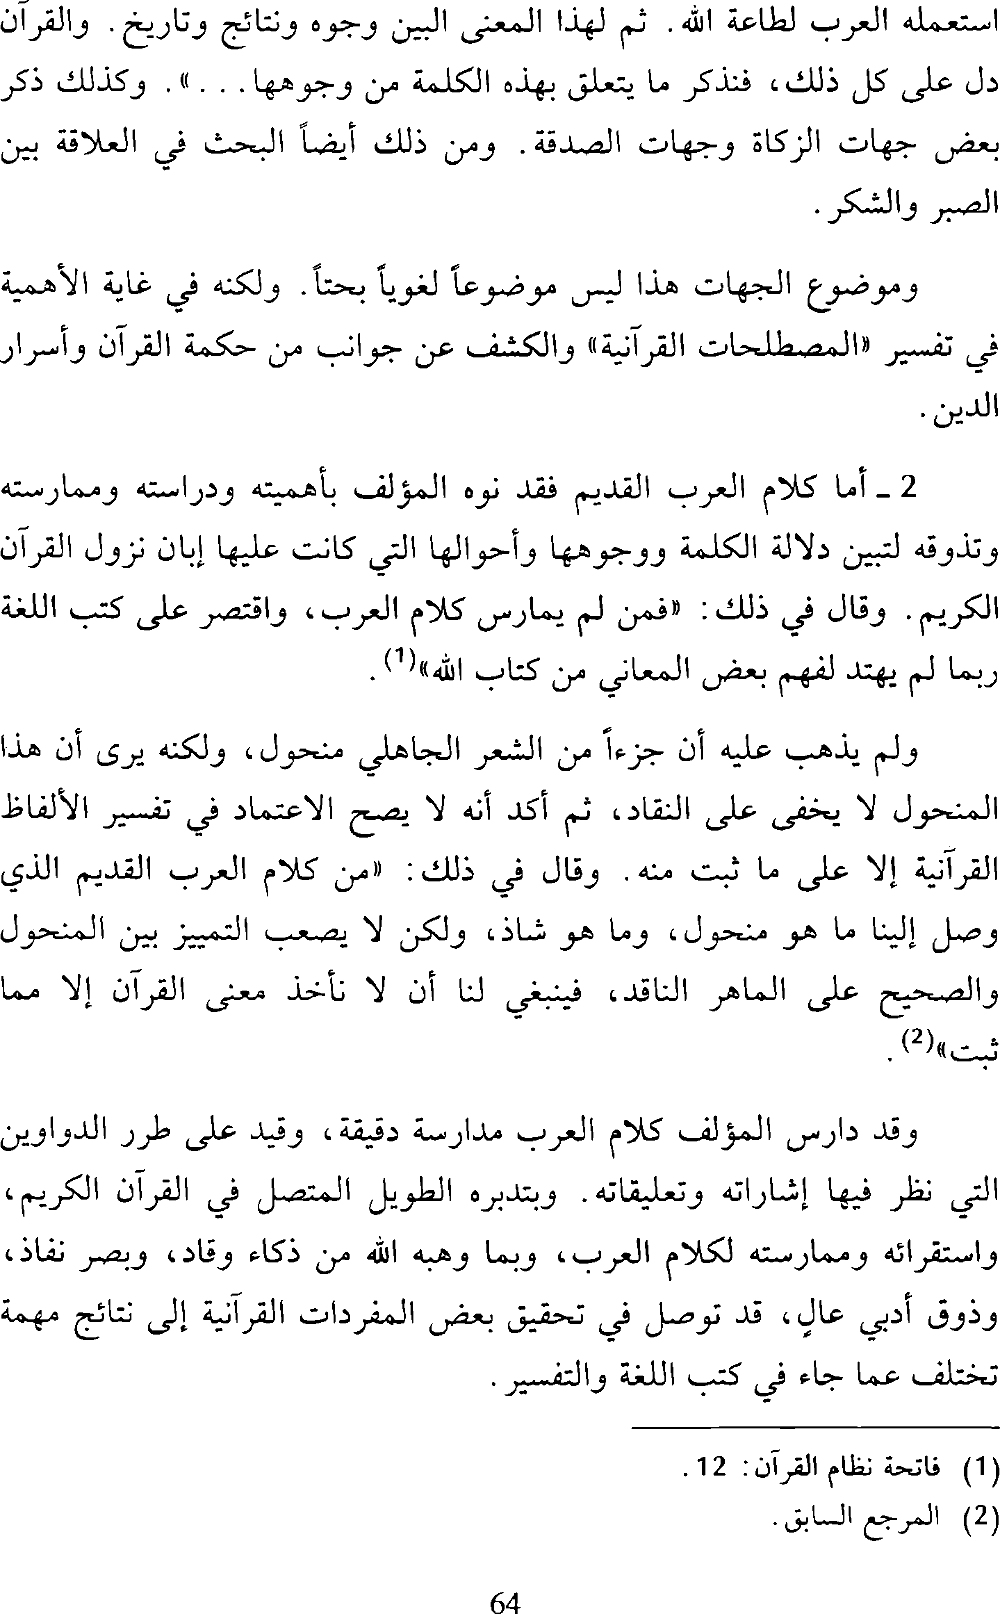 استعمله العرب لطاعة الله. ثم لهذا المعنى البين وجوه ونتائج وتاريخ. والقرآن
دل على كل ذلك، فنذكر ما يتعلق بهذه الكلمة من وجوهها. . .». وكذلك ذكر
بعض جهات الزكاة وجهات الصدقة. ومن ذلك أيضاً البحث في العلاقة بين
الصبر والشكر.
وموضوع الجهات هذا ليس موضوعاً لغوياً بحتاً. ولكنه في غاية الأهمية
في تفسير «المصطلحات القرآنية» والكشف عن جوانب من حكمة القرآن وأسرار
الدين.
2 ـ أما كلام العرب القديم فقد نوه المؤلف بأهميته ودراسته وممارسته
وتذوقه لتبين دلالة الكلمة ووجوهها وأحوالها التي كانت عليها إبان نزول القرآن
الكريم. وقال في ذلك: «فمن لم يمارس كلام العرب، واقتصر على كتب اللغة
ربما لم يهتد لفهم بعض المعاني من كتاب الله»(1).
ولم يذهب عليه أن جزءاً من الشعر الجاهلي منحول، ولكنه يرى أن هذا
المنحول لا يخفى على النقاد، ثم أكد أنه لا يصح الاعتماد في تفسير الألفاظ
القرآنية إلا على ما ثبت منه. وقال في ذلك: «من كلام العرب القديم الذي
وصل إلينا ما هو منحول، وما هو شاذ، ولكن لا يصعب التمييز بين المنحول
والصحيح على الماهر الناقد، فينبغي لنا أن لا نأخذ معنى القرآن إلا مما
ثبت»(2).
وقد دارس المؤلف كلام العرب مدارسة دقيقة، وقيد على طرر الدواوين
التي نظر فيها إشاراته وتعليقاته. وبتدبره الطويل المتصل في القرآن الكريم،
واستقرائه وممارسته لكلام العرب، وبما وهبه الله من ذكاء وقاد، وبصر نفاذ،
وذوق أدبي عالٍ، قد توصل في تحقيق بعض المفردات القرآنية إلى نتائج مهمة
تختلف عما جاء في كتب اللغة والتفسير.
(1) فاتحة نظام القرآن: 12.
(2) المرجع السابق.
64